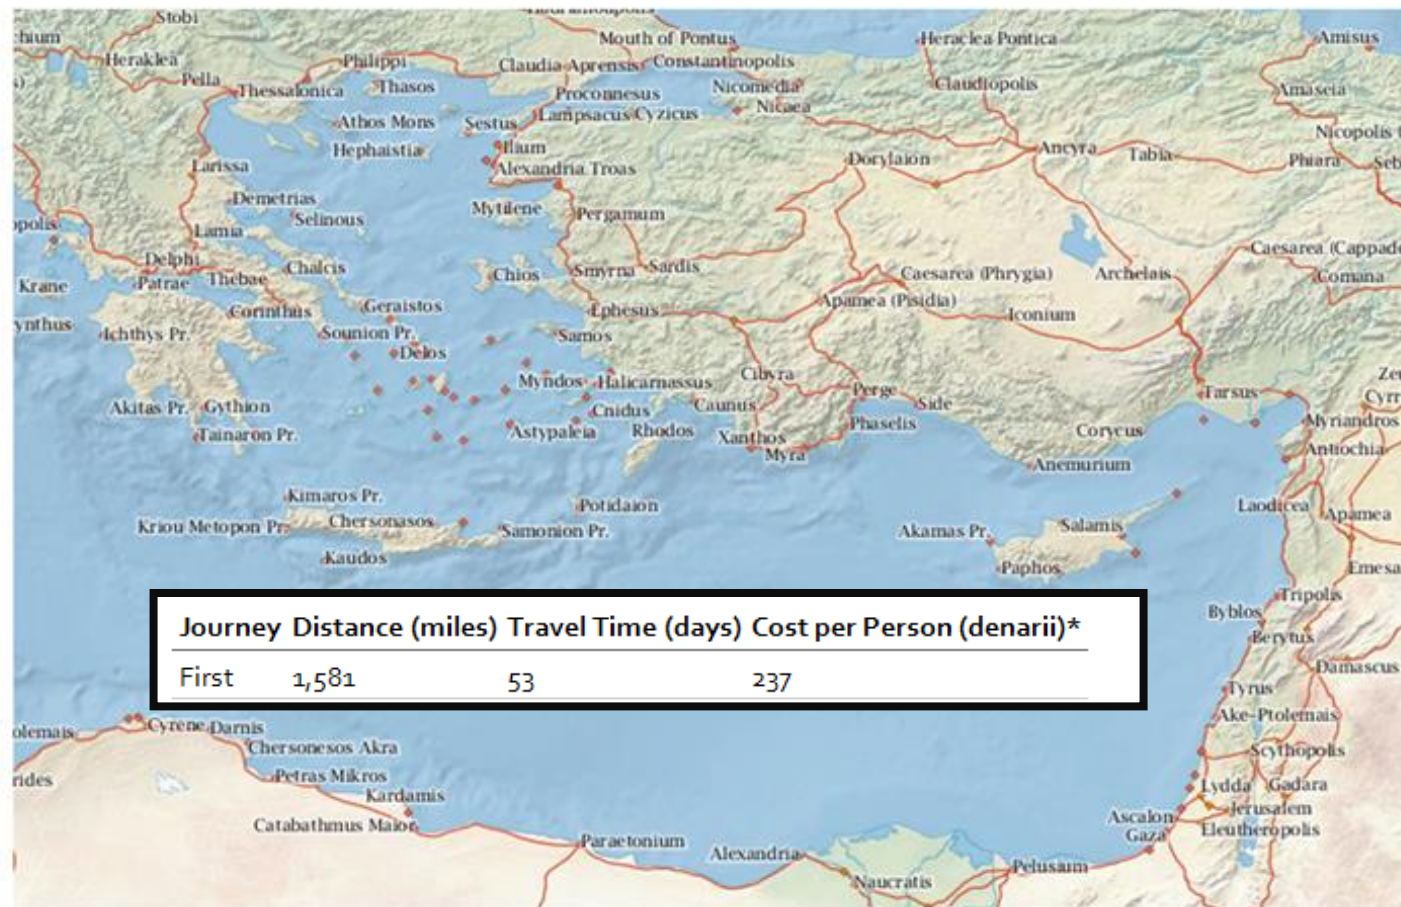 Stobi
Heraklea
Mouth of Pontus
Heraclea Pontica
Amisus
Philippi
Claudia Aprensis
Constantinopolis
Pella
Thessalonica
Thasos
Proconnesus
Nicomedia
Claudiopolis
Amaseia
Athos Mons
Sestus
Lampsacus
Cyzicus
Nicaea
Nicopolis
Hephaistia
Ilium
Ancyra
Tabia
Phiara
Larissa
Alexandria Troas
Dorylaion
Demetrias
Mytilene
Pergamum
Selinous
Lamia
Delphi
Chalcis
Caesarea (Cappad
Krane
Patrae
Thebae
Chios
Smyrna
Sardis
Caesarea (Phrygia)
Archelais
Comana
Corinthus
Geraistos
Ephesus
Apamea (Pisidia)
Iconium
Ichthys Pr.
Sounion Pr.
Samos
Delos
Myndos
Halicarnassus
Cibyra
Perge
Tarsus
Akitas Pr.
Gythion
Cnidus
Caunus
Side
Myriandros
Tainaron Pr.
Astypaleia
Rhodos
Xanthos
Phaselis
Corycus
Antiochia
Myra
Anemurium
Kimaros Pr.
Potidaion
Laodicea
Apamea
Kriou Metopon Pr.
Chersonasos
Samonion Pr.
Akamas Pr.
Salamis
Kaudos
Paphos
Emesa
Tripolis
Byblos
Berytus
Journey Distance (miles) Travel Time (days) Cost per Person (denarii)*
First 1,581 53 237
Damascus
Tyrus
Cyrene
Darnis
Ake-Ptolemais
Chersonesos Akra
Scythopolis
Petras Mikros
Lydda
Gadara
Kardamis
Jerusalem
Catabathmus Maior
Ascalon
Eleutheropolis
Gaza
Paraetonium
Alexandria
Pelusium
Naucratis